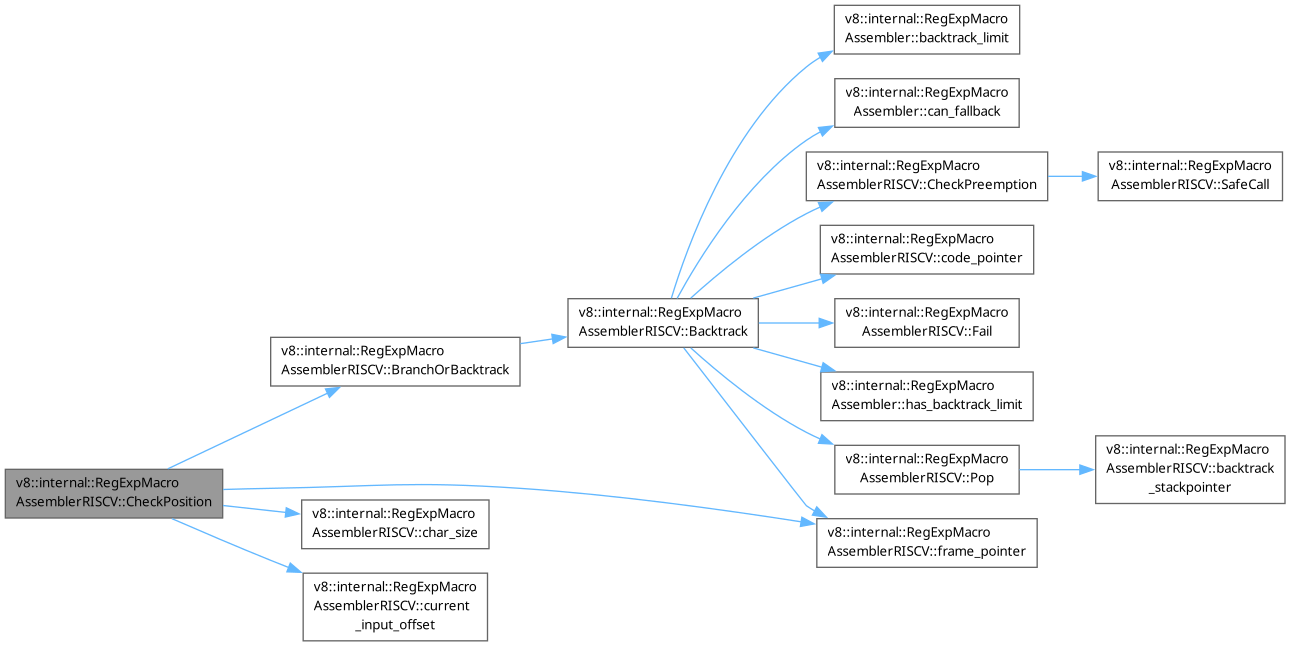 v8::internal::RegExpMacro
Assembler::backtrack_limit
v8::internal::RegExpMacro
Assembler::can_fallback
v8::internal::RegExpMacro
AssemblerRISCV::CheckPreemption
v8::internal::RegExpMacro
AssemblerRISCV::SafeCall
v8::internal::RegExpMacro
AssemblerRISCV::code_pointer
v8::internal::RegExpMacro
AssemblerRISCV::Backtrack
v8::internal::RegExpMacro
AssemblerRISCV::Fail
v8::internal::RegExpMacro
AssemblerRISCV::BranchOrBacktrack
v8::internal::RegExpMacro
Assembler::has_backtrack_limit
v8::internal::RegExpMacro
AssemblerRISCV::Pop
v8::internal::RegExpMacro
AssemblerRISCV::backtrack
_stackpointer
v8::internal::RegExpMacro
AssemblerRISCV::CheckPosition
v8::internal::RegExpMacro
AssemblerRISCV::char_size
v8::internal::RegExpMacro
AssemblerRISCV::frame_pointer
v8::internal::RegExpMacro
AssemblerRISCV::current
_input_offset